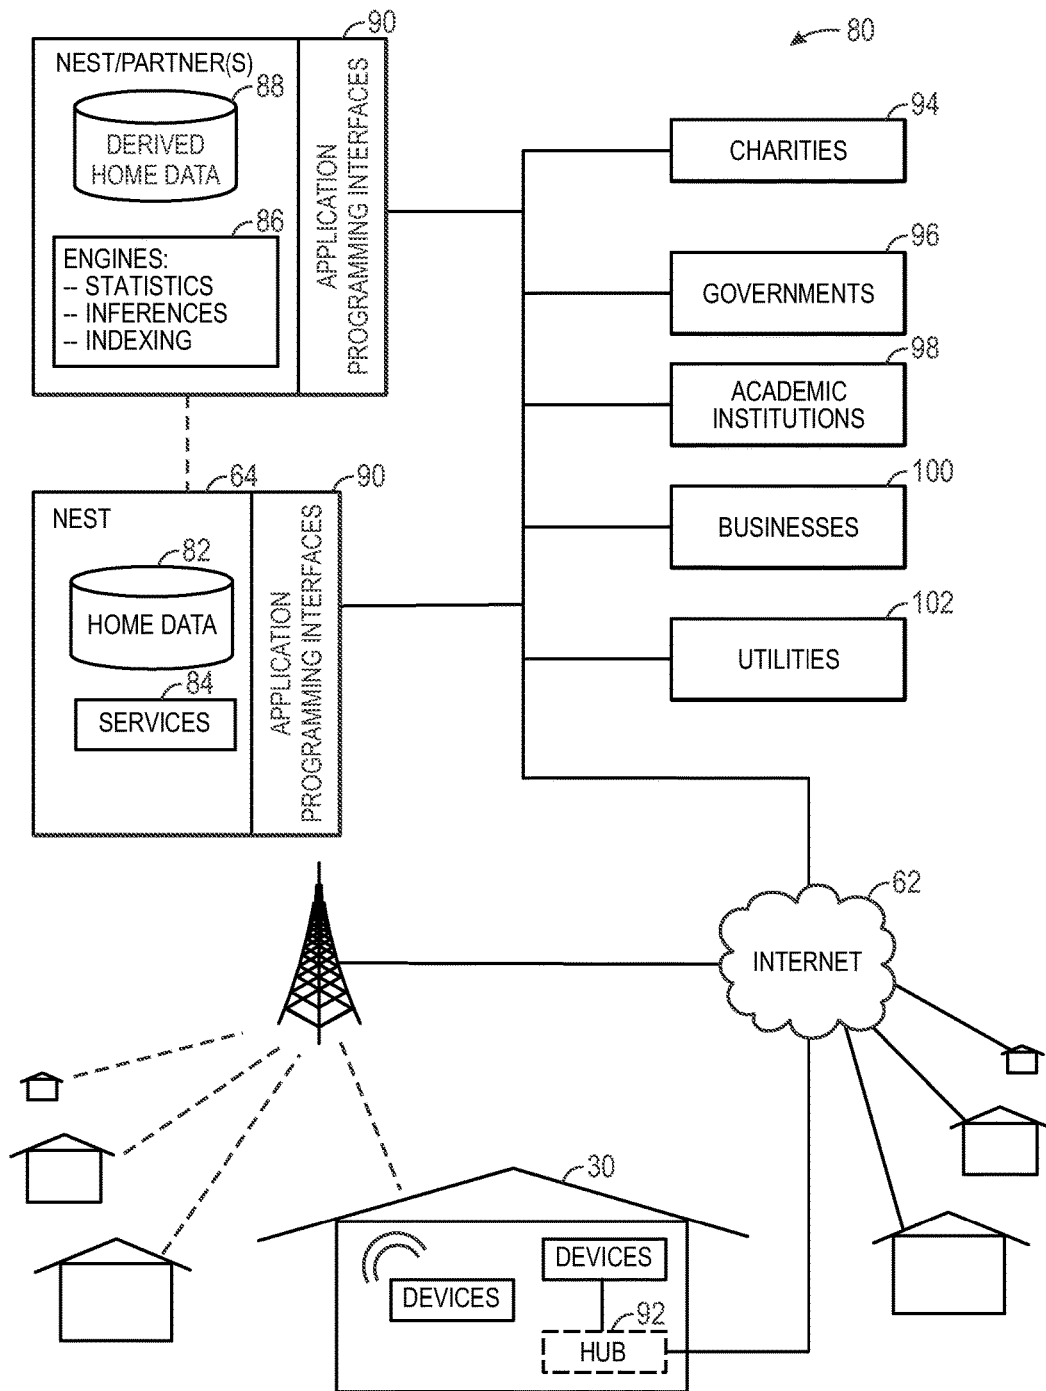 80
90
NEST/PARTNER(S)
88
DERIVED
HOME DATA
86
ENGINES:
-- STATISTICS
-- INFERENCES
-- INDEXING
APPLICATION
PROGRAMMING INTERFACES
94
CHARITIES
96
GOVERNMENTS
98
ACADEMIC
INSTITUTIONS
100
BUSINESSES
102
UTILITIES
64
90
NEST
82
HOME DATA
84
SERVICES
APPLICATION
PROGRAMMING INTERFACES
62
INTERNET
30
DEVICES
DEVICES
92
HUB